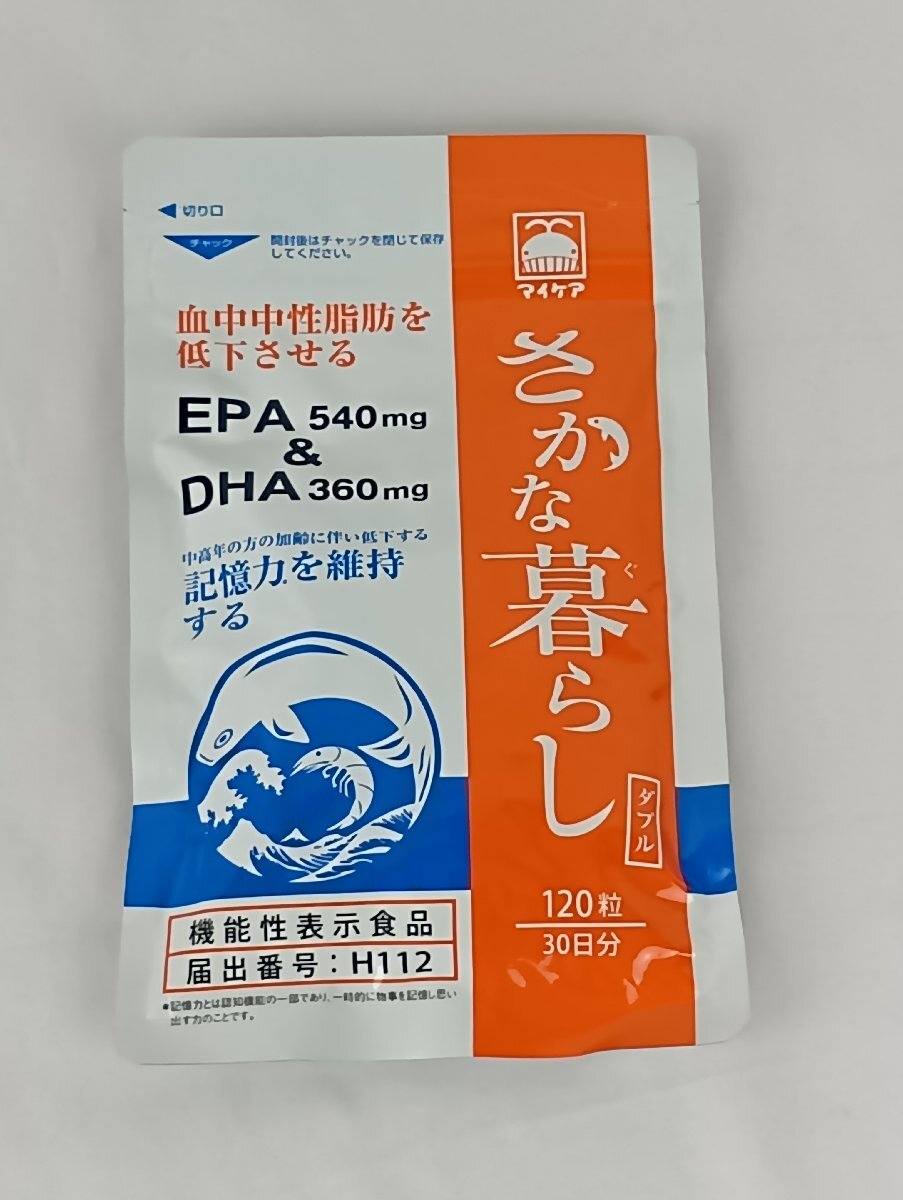 切り口
チャック
開封後はチャックを閉じて保存
してください。
血中中性脂肪を
低下させる
EPA 540mg
&
DHA 360mg
中高年の方の加齢に伴い低下する
記憶力*を維持
する
機能性表示食品
届出番号：H112
*記憶力とは認知機能の一部であり、一時的に物事を記憶し思い
出す力のことです。
マイケア
さかな暮らし
ぐ
ダブル
120粒
30日分